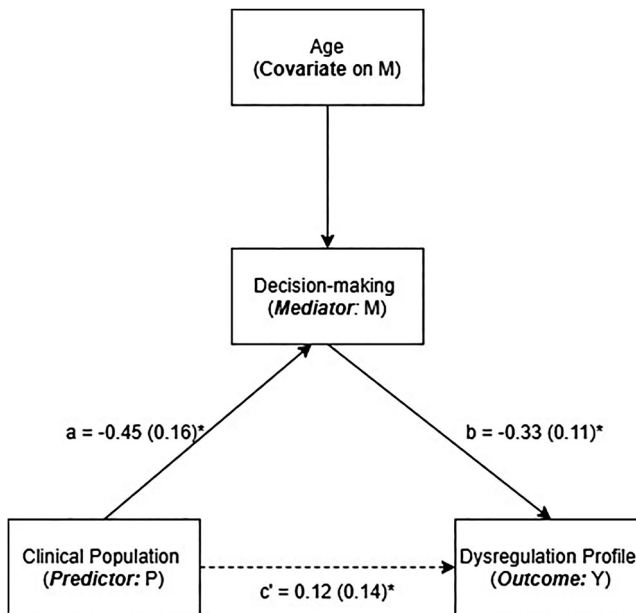 Age
(Covariate on M)
Decision-making
(Mediator: M)
a = -0.45 (0.16)*
b = -0.33 (0.11)*
Clinical Population
(Predictor: P)
Dysregulation Profile
(Outcome: Y)
c' = 0.12 (0.14)*